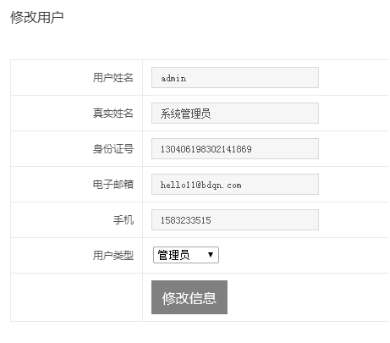 修改用户
用户姓名 admin
真实姓名 系统管理员
身份证号 130406198302141869
电子邮箱 hello11@bdqn.com
手机 1583233515
用户类型 管理员
修改信息